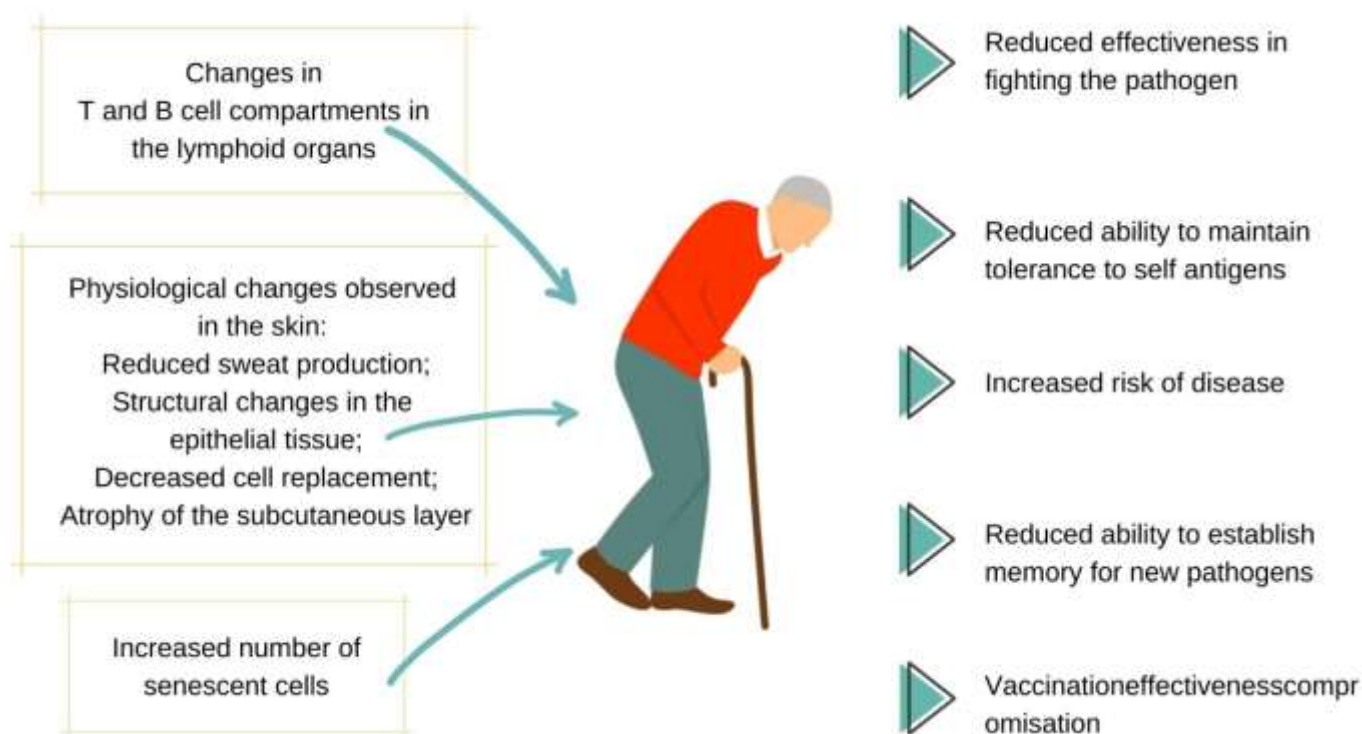 Changes in
T and B cell compartments in
the lymphoid organs
Physiological changes observed
in the skin:
Reduced sweat production;
Structural changes in the
epithelial tissue;
Decreased cell replacement;
Atrophy of the subcutaneous layer
Increased number of
senescent cells
Reduced effectiveness in
fighting the pathogen
Reduced ability to maintain
tolerance to self antigens
Increased risk of disease
Reduced ability to establish
memory for new pathogens
Vaccinationeffectivenesscompr
omisation